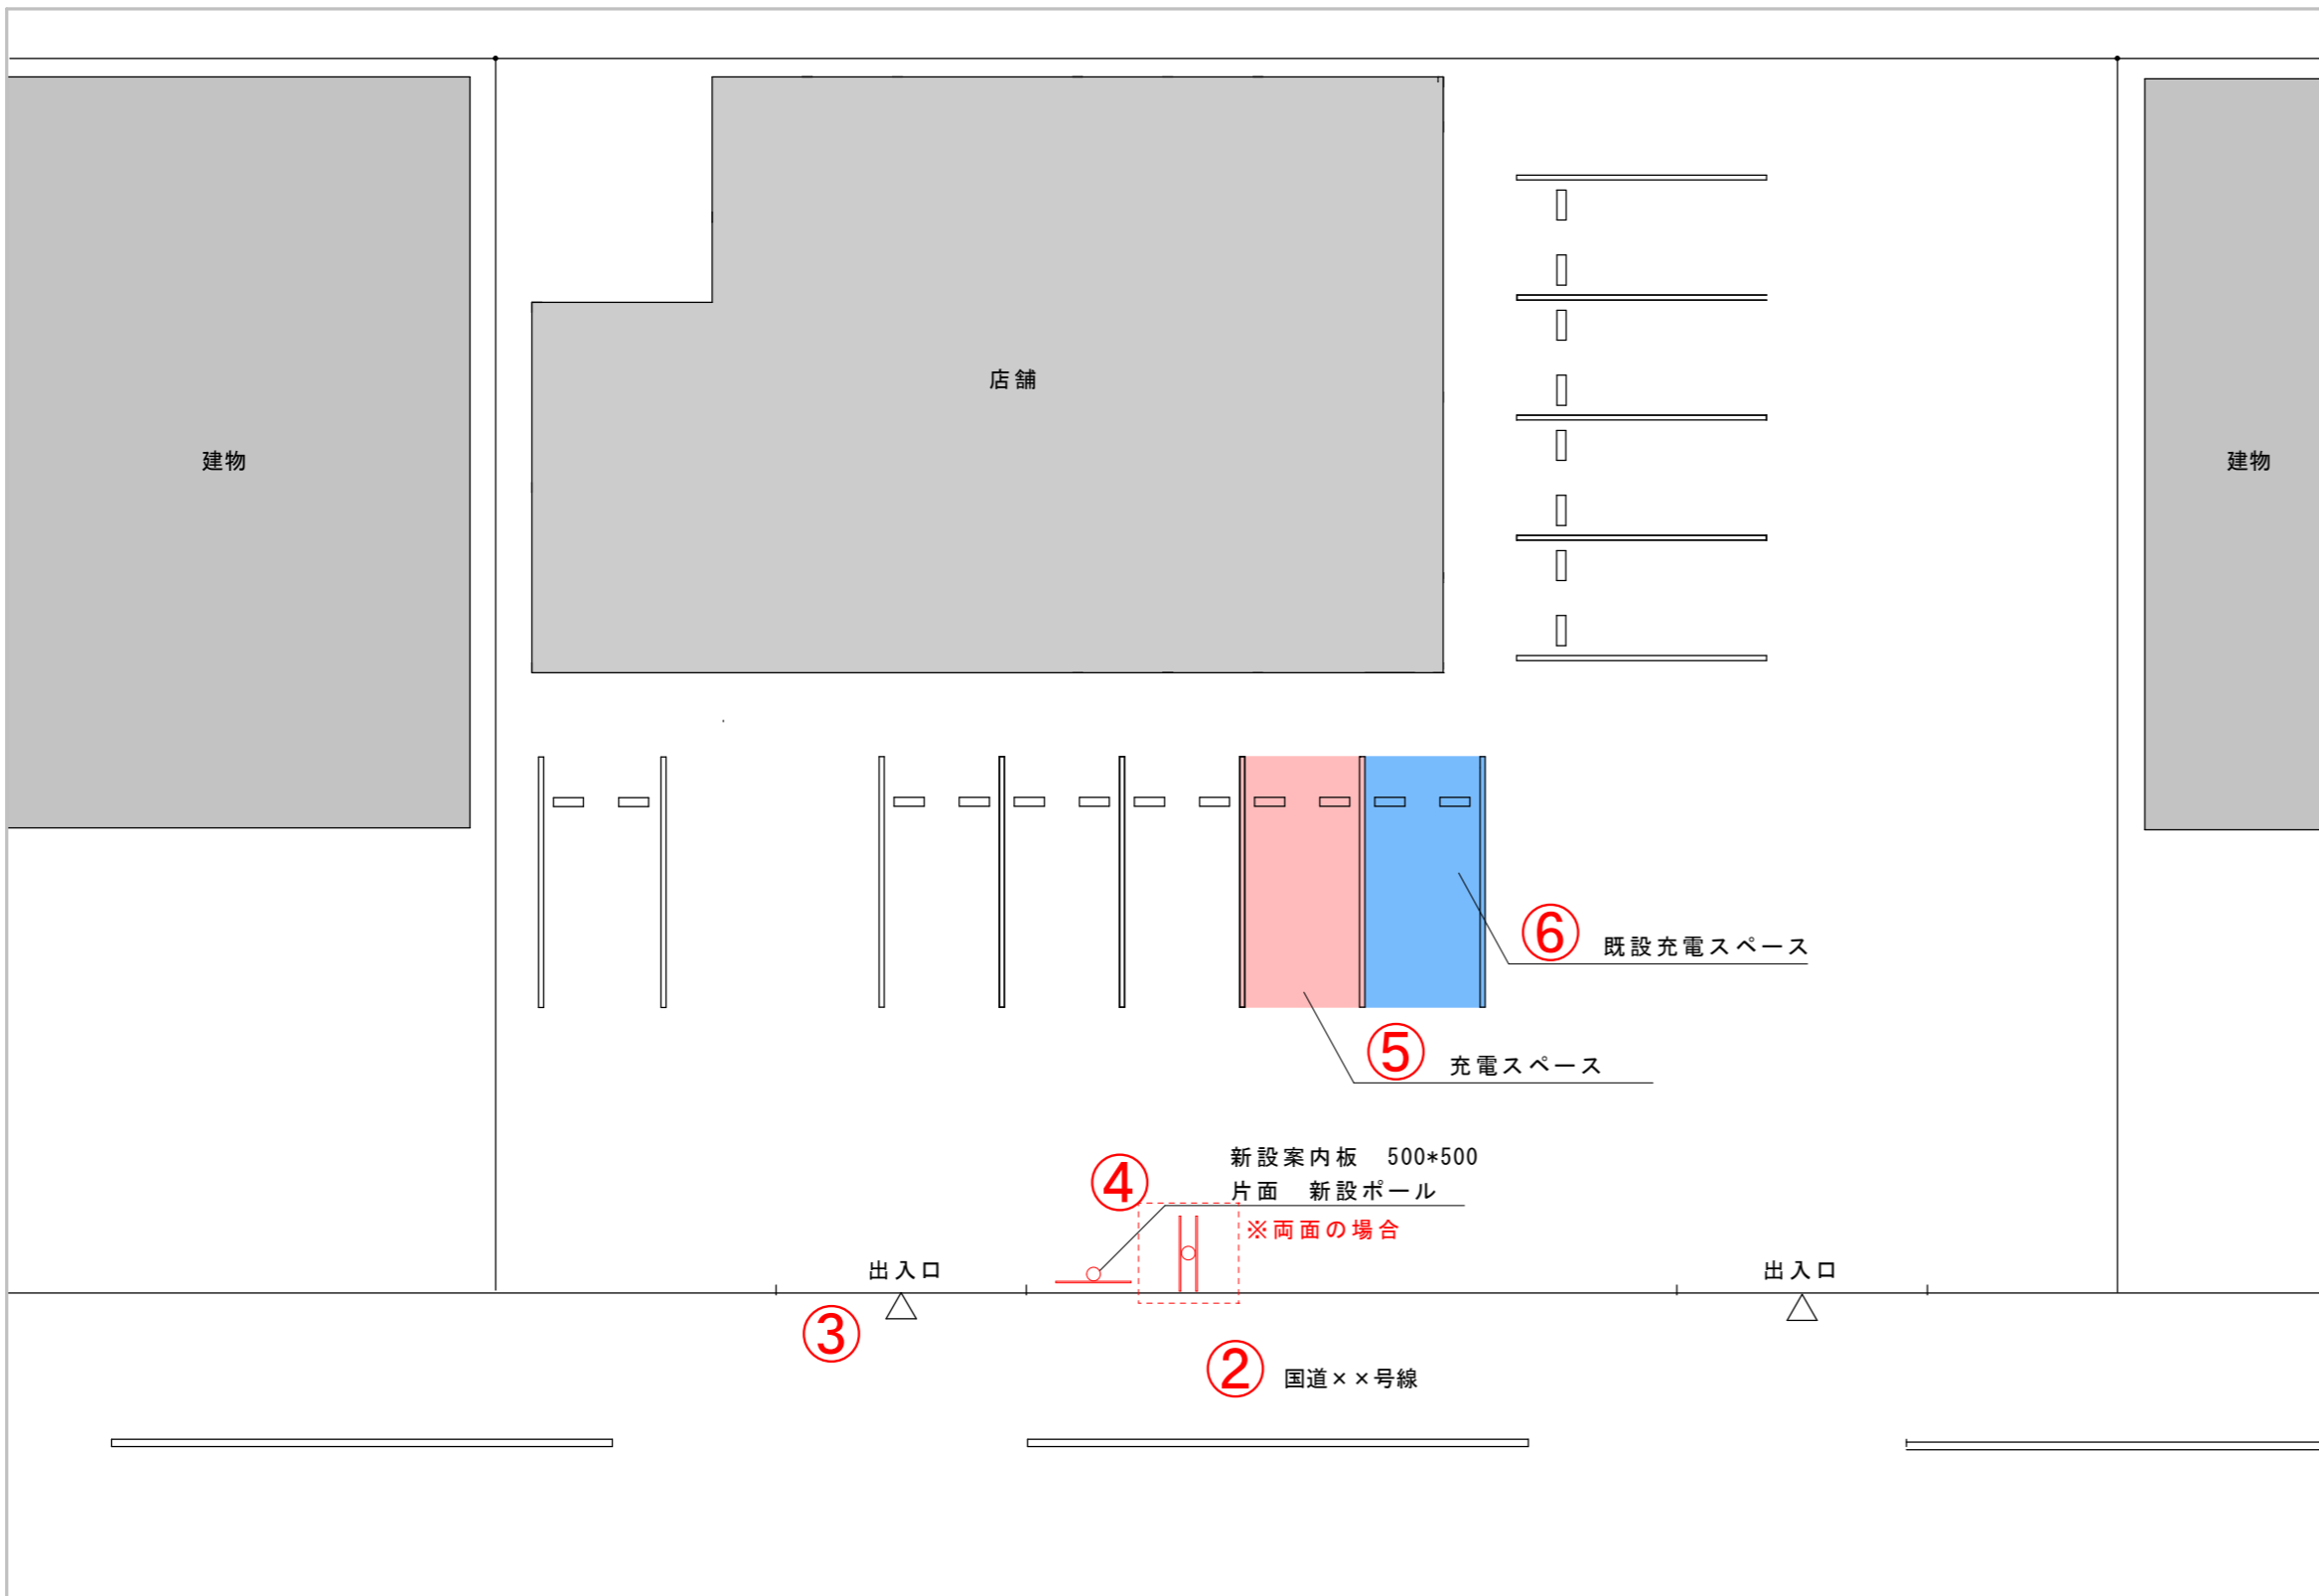 店舗
建物
建物
⑥ 既設充電スペース
⑤ 充電スペース
④ 新設案内板 500*500
片面 新設ポール
※両面の場合
出入口
出入口
③
② 国道××号線